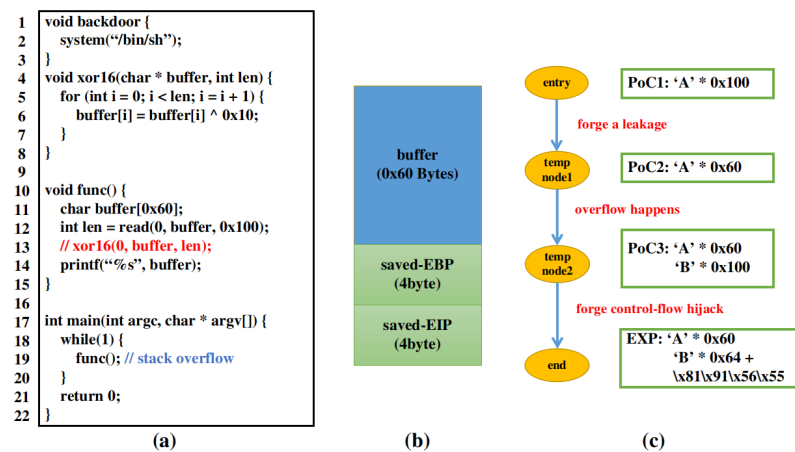 1 void backdoor {
2 system(“/bin/sh”);
3 }
4 void xor16(char * buffer, int len) {
5 for (int i = 0; i < len; i = i + 1) {
6 buffer[i] = buffer[i] ^ 0x10;
7 }
8 }
9
10 void func() {
11 char buffer[0x60];
12 int len = read(0, buffer, 0x100);
13 // xor16(0, buffer, len);
14 printf(“%s”, buffer);
15 }
16
17 int main(int argc, char * argv[]) {
18 while(1) {
19 func(); // stack overflow
20 }
21 return 0;
22 }
(a)
buffer
(0x60 Bytes)
saved-EBP
(4byte)
saved-EIP
(4byte)
(b)
entry
PoC1: ‘A’ * 0x100
forge a leakage
temp
node1
PoC2: ‘A’ * 0x60
overflow happens
temp
node2
PoC3: ‘A’ * 0x60
‘B’ * 0x100
forge control-flow hijack
end
EXP: ‘A’ * 0x60
‘B’ * 0x64 +
\x81\x91\x56\x55
(c)